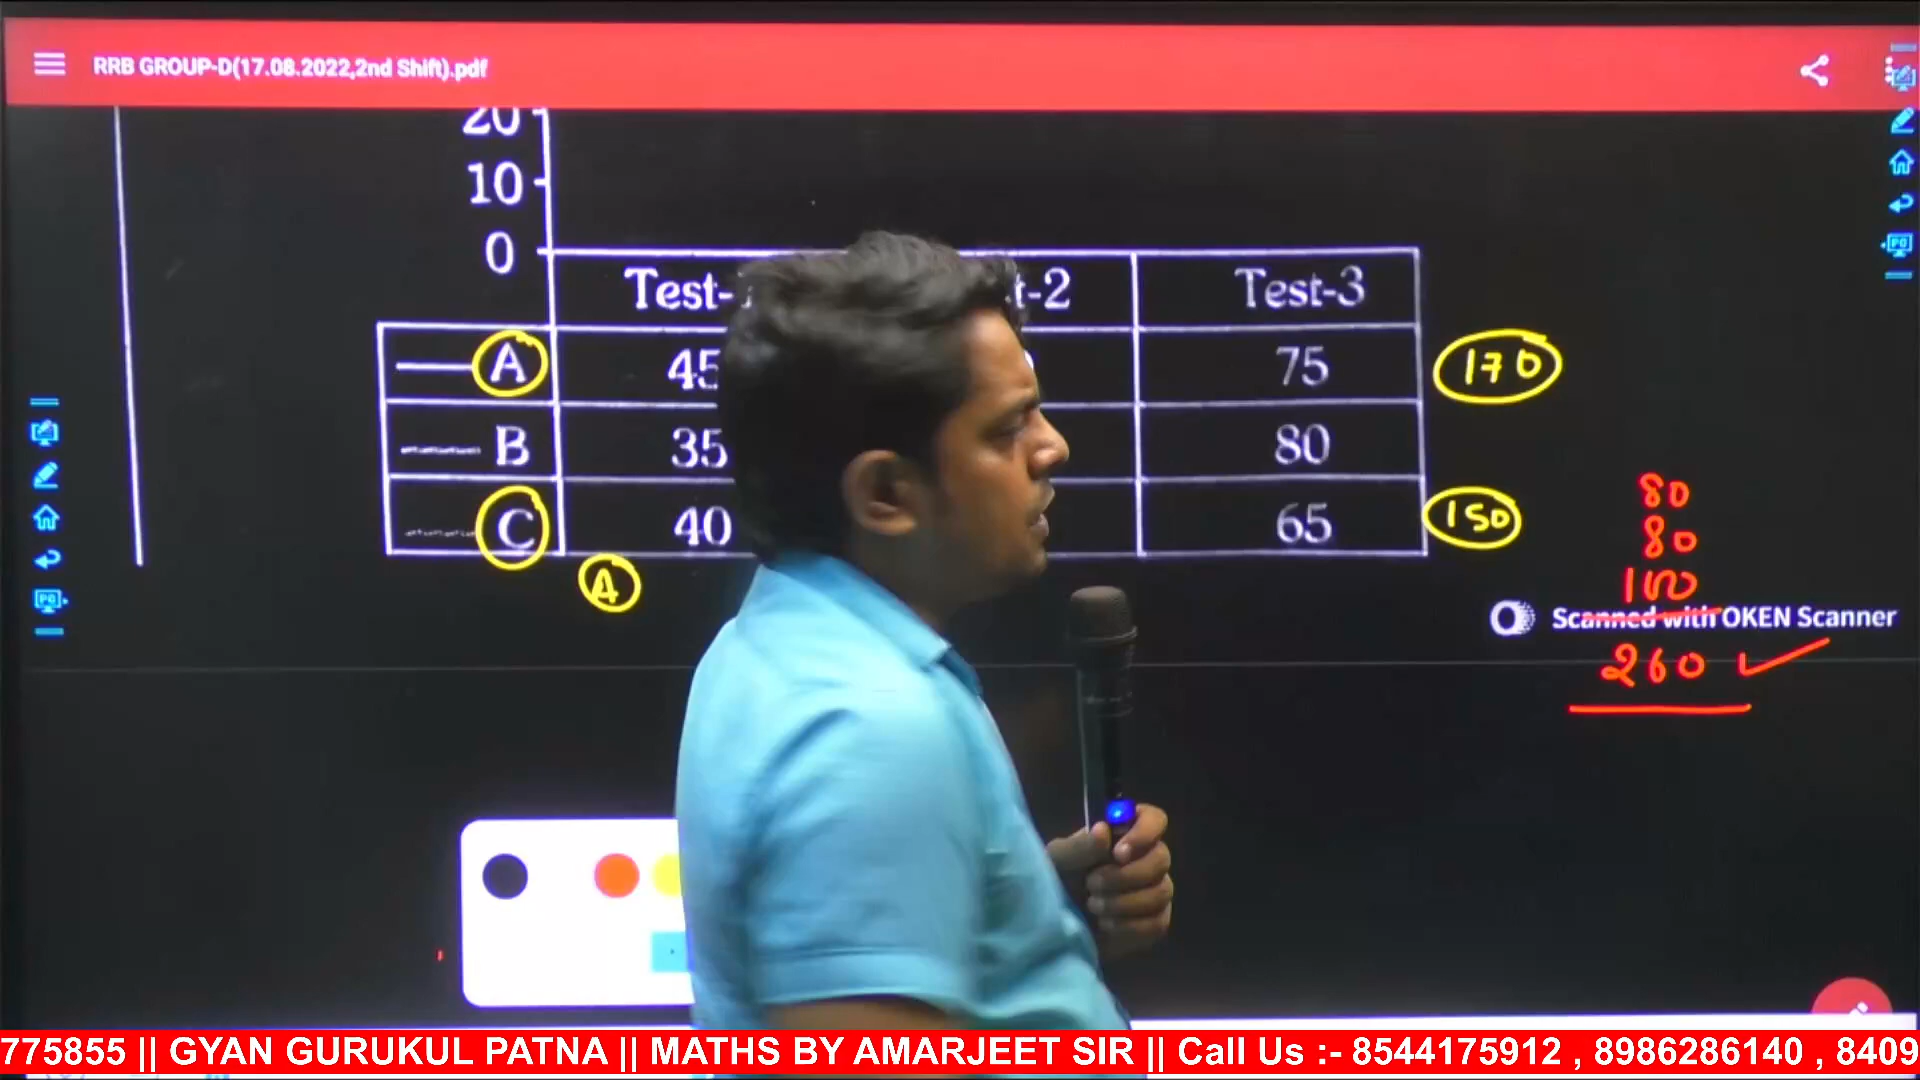 RRB GROUP-D(17.08.2022,2nd Shift).pdf
20
10
0
Test- t-2 Test-3
A 45 75 170
B 35 80
C 40 65 150
A
80
80
100
Scanned with OKEN Scanner
260
775855 || GYAN GURUKUL PATNA || MATHS BY AMARJEET SIR || Call Us :- 8544175912 , 8986286140 , 8409